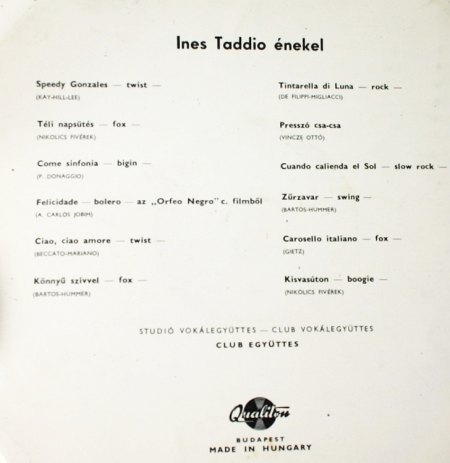 Ines Taddio énekel
Speedy Gonzales — twist —
(KAY-HILL-LEE)
Téli napsütés — fox —
(NIKOLICS FIVÉREK)
Come sinfonia — bigin —
(P. DONAGGIO)
Felicidade — bolero — az „Orfeo Negro" c. filmből
(A. CARLOS JOBIM)
Ciao, ciao amore — twist —
(BECCATO-MARIANO)
Könnyű szívvel — fox —
(BARTOS-HUMMER)
Tintarella di Luna — rock —
(DE FILIPPI-MIGLIACCI)
Presszó csa-csa
(VINCZE OTTÓ)
Cuando calienda el Sol — slow rock —
Zűrzavar — swing —
(BARTOS-HUMMER)
Carosello italiano — fox —
(GIETZ)
Kisvasúton — boogie —
(NIKOLICS FIVÉREK)
STUDIÓ VOKÁLEGYÜTTES — CLUB VOKÁLEGYÜTTES
CLUB EGYÜTTES
Qualiton
BUDAPEST
MADE IN HUNGARY